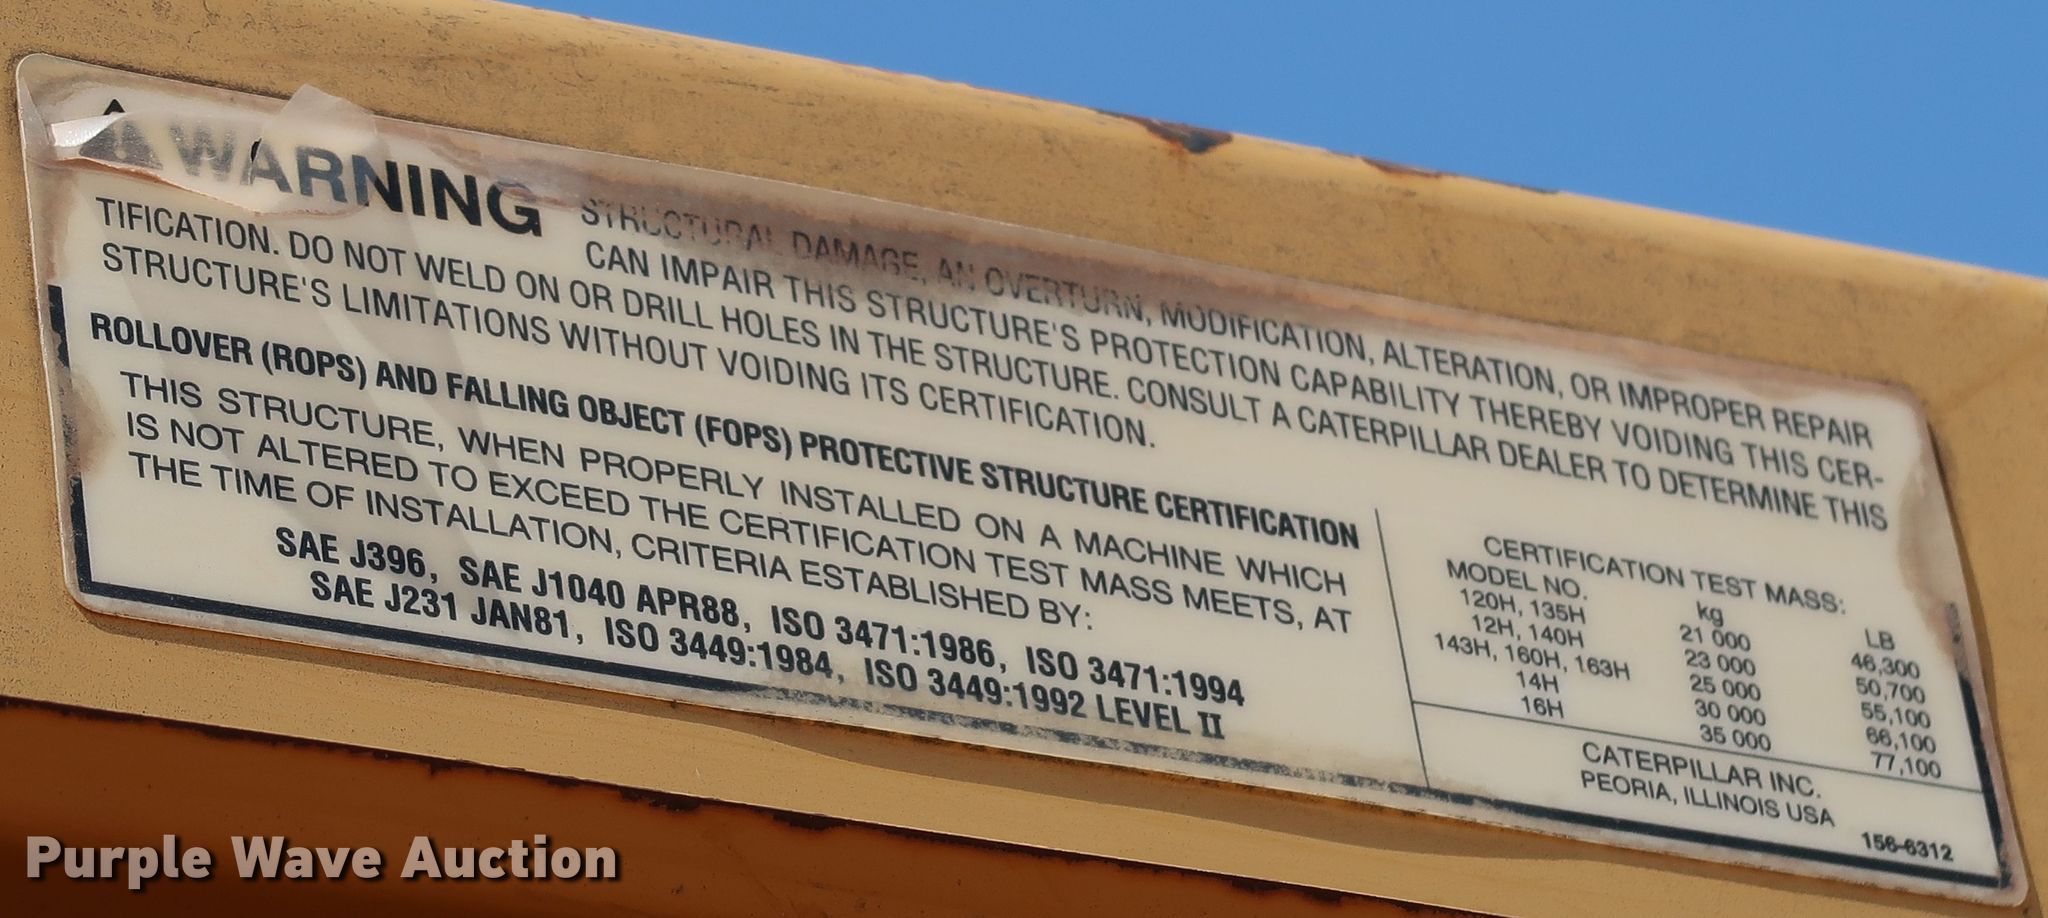 WARNING
STRUCTURAL DAMAGE, AN OVERTURN, MODIFICATION, ALTERATION, OR IMPROPER REPAIR
CAN IMPAIR THIS STRUCTURE'S PROTECTION CAPABILITY THEREBY VOIDING THIS CER-
TIFICATION. DO NOT WELD ON OR DRILL HOLES IN THE STRUCTURE. CONSULT A CATERPILLAR DEALER TO DETERMINE THIS
STRUCTURE'S LIMITATIONS WITHOUT VOIDING ITS CERTIFICATION.
ROLLOVER (ROPS) AND FALLING OBJECT (FOPS) PROTECTIVE STRUCTURE CERTIFICATION
THIS STRUCTURE, WHEN PROPERLY INSTALLED ON A MACHINE WHICH
IS NOT ALTERED TO EXCEED THE CERTIFICATION TEST MASS MEETS, AT
THE TIME OF INSTALLATION, CRITERIA ESTABLISHED BY:
SAE J396, SAE J1040 APR88, ISO 3471:1986, ISO 3471:1994
SAE J231 JAN81, ISO 3449:1984, ISO 3449:1992 LEVEL II
CERTIFICATION TEST MASS:
MODEL NO. kg LB
120H, 135H 21 000 46,300
12H, 140H 23 000 50,700
143H, 160H, 163H 25 000 55,100
14H 30 000 66,100
16H 35 000 77,100
CATERPILLAR INC.
PEORIA, ILLINOIS USA
156-6312
Purple Wave Auction